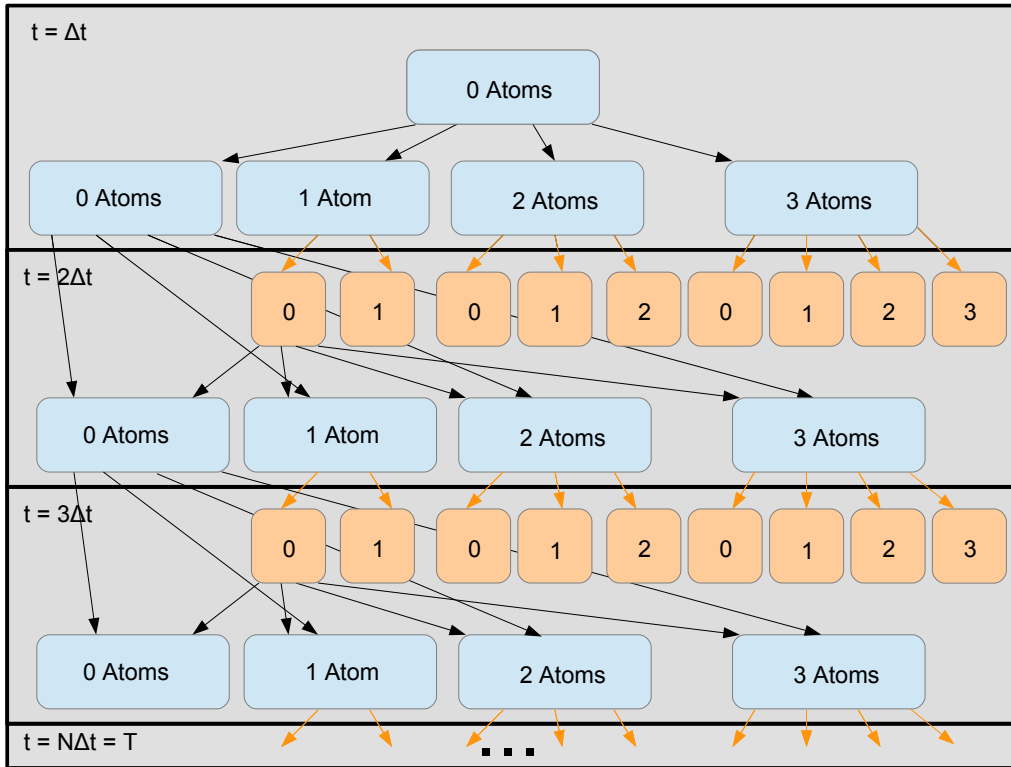 t = Δt
0 Atoms
0 Atoms 1 Atom 2 Atoms 3 Atoms
t = 2Δt
0 1 0 1 2 0 1 2 3
0 Atoms 1 Atom 2 Atoms 3 Atoms
t = 3Δt
0 1 0 1 2 0 1 2 3
0 Atoms 1 Atom 2 Atoms 3 Atoms
t = NΔt = T
...